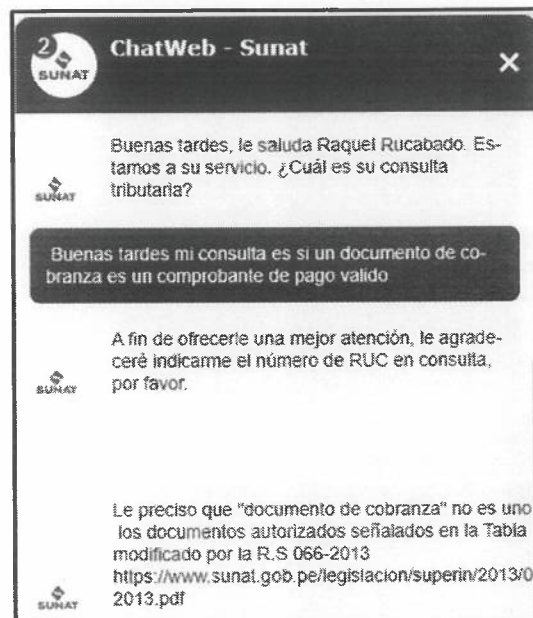 2
SUNAT
ChatWeb - Sunat
×
Buenas tardes, le saluda Raquel Rucabado. Es-
tamos a su servicio. ¿Cuál es su consulta
tributaria?
SUNAT
Buenas tardes mi consulta es si un documento de co-
branza es un comprobante de pago valido
A fin de ofrecerle una mejor atención, le agrade-
ceré indicarme el número de RUC en consulta,
por favor.
SUNAT
Le preciso que "documento de cobranza" no es uno
los documentos autorizados señalados en la Tabla
modificado por la R.S 066-2013
https://www.sunat.gob.pe/legislacion/superin/2013/0
2013.pdf
SUNAT